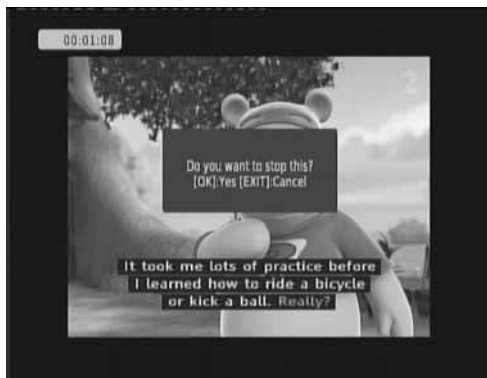 00:01:08
2
Do you want to stop this?
[OK]:Yes [EXIT]:Cancel
It took me lots of practice before
I learned how to ride a bicycle
or kick a ball. Really?